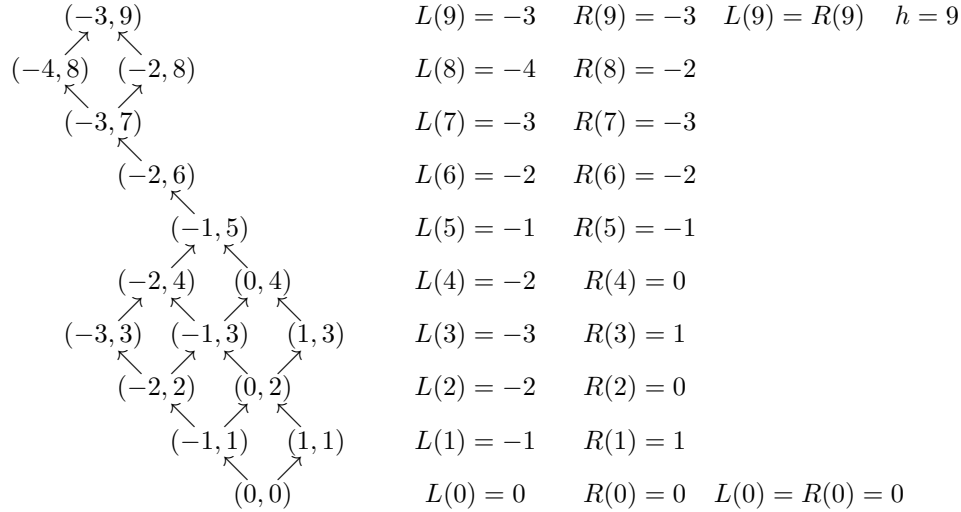 (−3, 9) L(9) = −3 R(9) = −3 L(9) = R(9) h = 9
(−4, 8) (−2, 8) L(8) = −4 R(8) = −2
(−3, 7) L(7) = −3 R(7) = −3
(−2, 6) L(6) = −2 R(6) = −2
(−1, 5) L(5) = −1 R(5) = −1
(−2, 4) (0, 4) L(4) = −2 R(4) = 0
(−3, 3) (−1, 3) (1, 3) L(3) = −3 R(3) = 1
(−2, 2) (0, 2) L(2) = −2 R(2) = 0
(−1, 1) (1, 1) L(1) = −1 R(1) = 1
(0, 0) L(0) = 0 R(0) = 0 L(0) = R(0) = 0